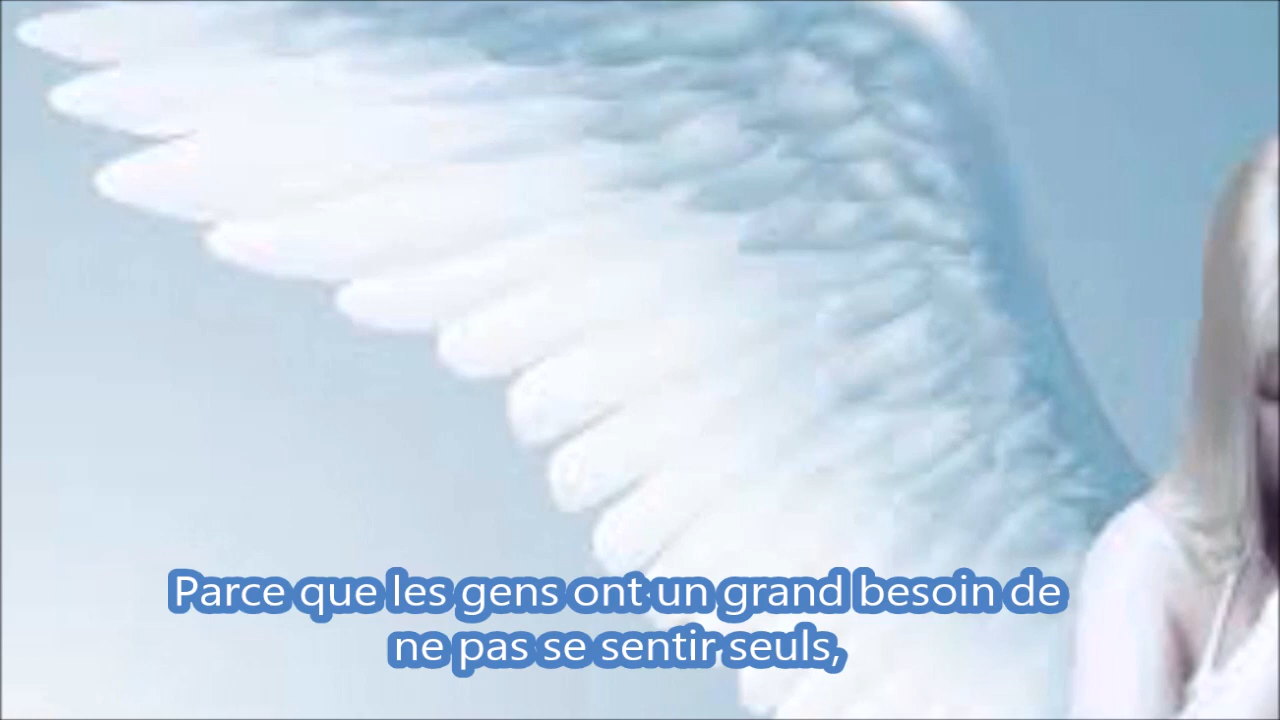 Parce que les gens ont un grand besoin de
ne pas se sentir seuls,